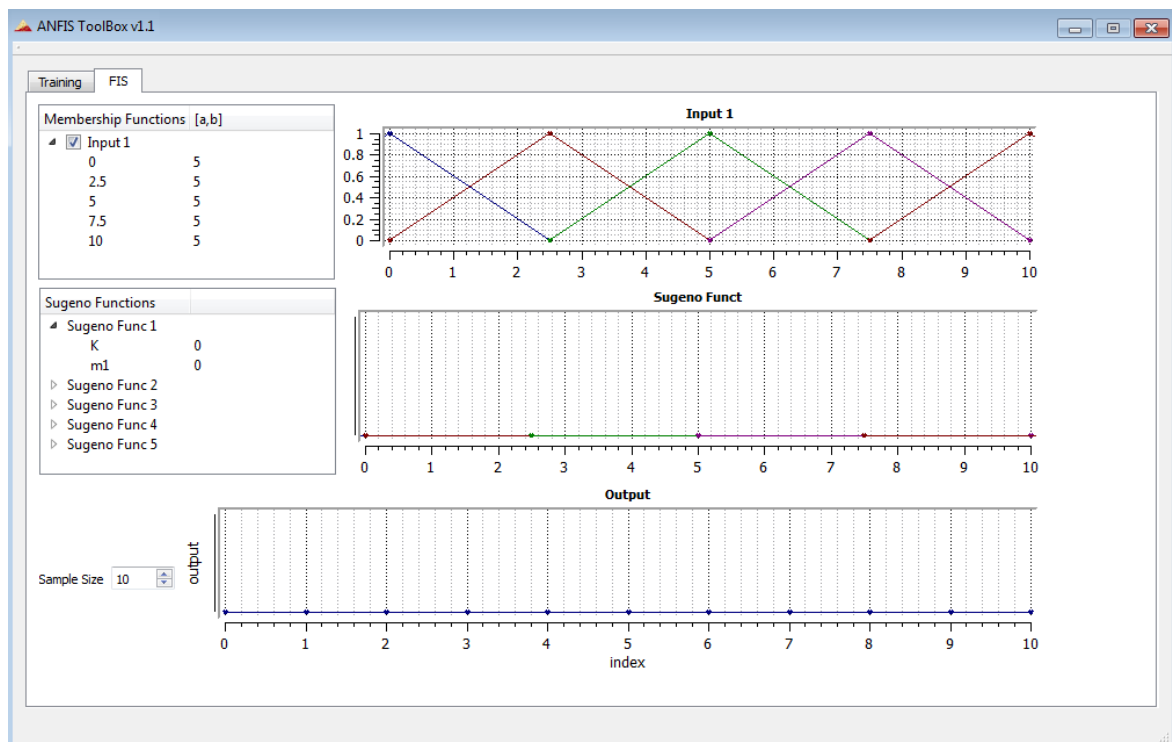 ANFIS ToolBox v1.1
Training FIS
Membership Functions [a,b]
Input 1
0 5
2.5 5
5 5
7.5 5
10 5
Input 1
1
0.8
0.6
0.4
0.2
0
0 1 2 3 4 5 6 7 8 9 10
Sugeno Functions
Sugeno Func 1
K 0
m1 0
Sugeno Func 2
Sugeno Func 3
Sugeno Func 4
Sugeno Func 5
Sugeno Funct
0 1 2 3 4 5 6 7 8 9 10
Sample Size 10
Output
output
0 1 2 3 4 5 6 7 8 9 10
index